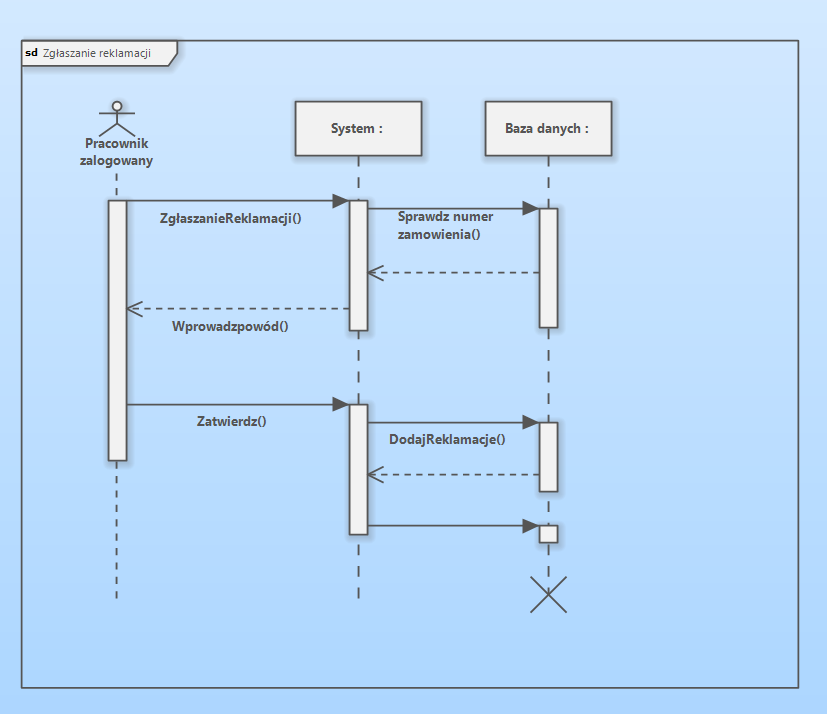 sd Zgłaszanie reklamacji
Pracownik
zalogowany
System :
Baza danych :
ZgłaszanieReklamacji()
Sprawdz numer
zamowienia()
Wprowadzpowód()
Zatwierdz()
DodajReklamacje()